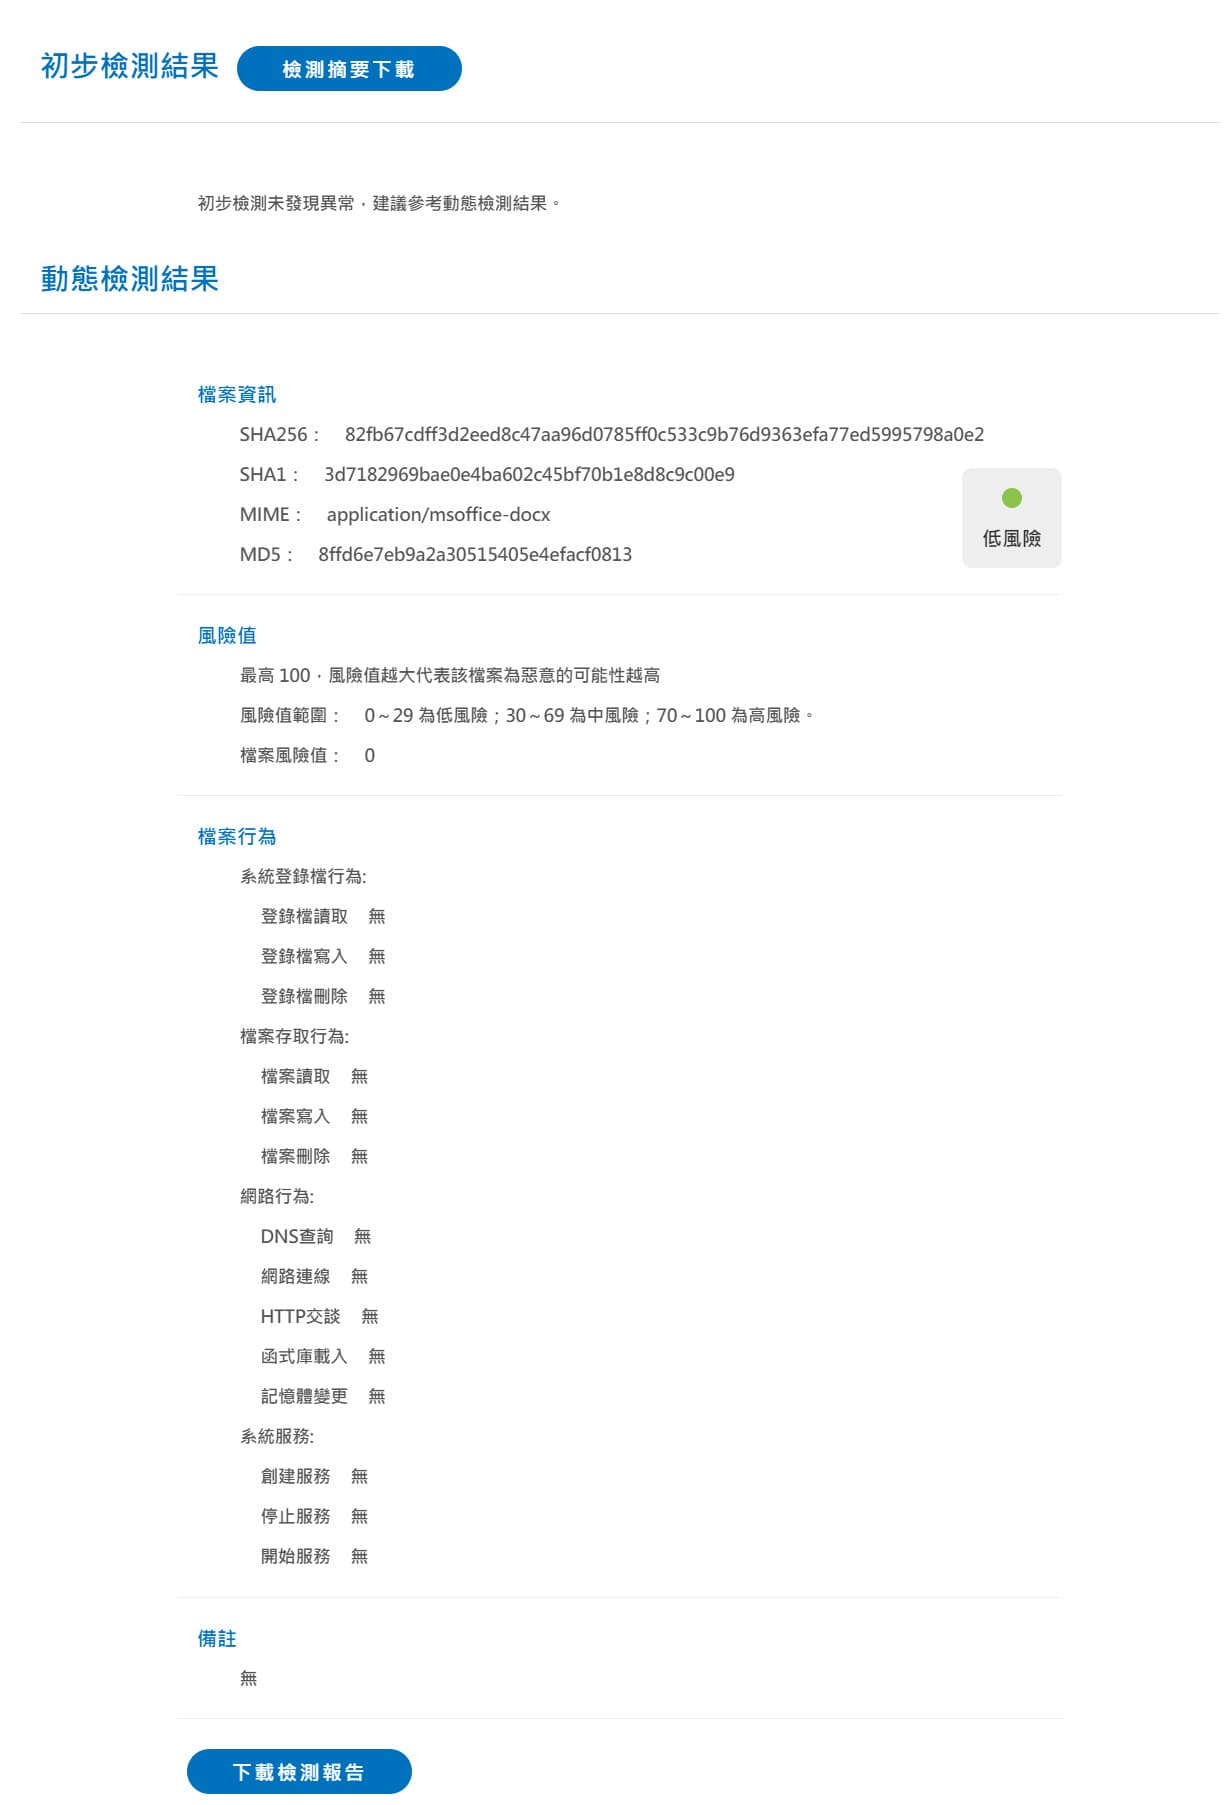 初步檢測結果 檢測摘要下載
初步檢測未發現異常，建議參考動態檢測結果。
動態檢測結果
檔案資訊
SHA256： 82fb67cdff3d2eed8c47aa96d0785ff0c533c9b76d9363efa77ed5995798a0e2
SHA1： 3d7182969bae0e4ba602c45bf70b1e8d8c9c00e9
MIME： application/msoffice-docx
MD5： 8ffd6e7eb9a2a30515405e4efacf0813
低風險
風險值
最高 100，風險值越大代表該檔案為惡意的可能性越高
風險值範圍： 0～29 為低風險；30～69 為中風險；70～100 為高風險。
檔案風險值： 0
檔案行為
系統登錄檔行為:
登錄檔讀取 無
登錄檔寫入 無
登錄檔刪除 無
檔案存取行為:
檔案讀取 無
檔案寫入 無
檔案刪除 無
網路行為:
DNS查詢 無
網路連線 無
HTTP交談 無
函式庫載入 無
記憶體變更 無
系統服務:
創建服務 無
停止服務 無
開始服務 無
備註
無
下載檢測報告